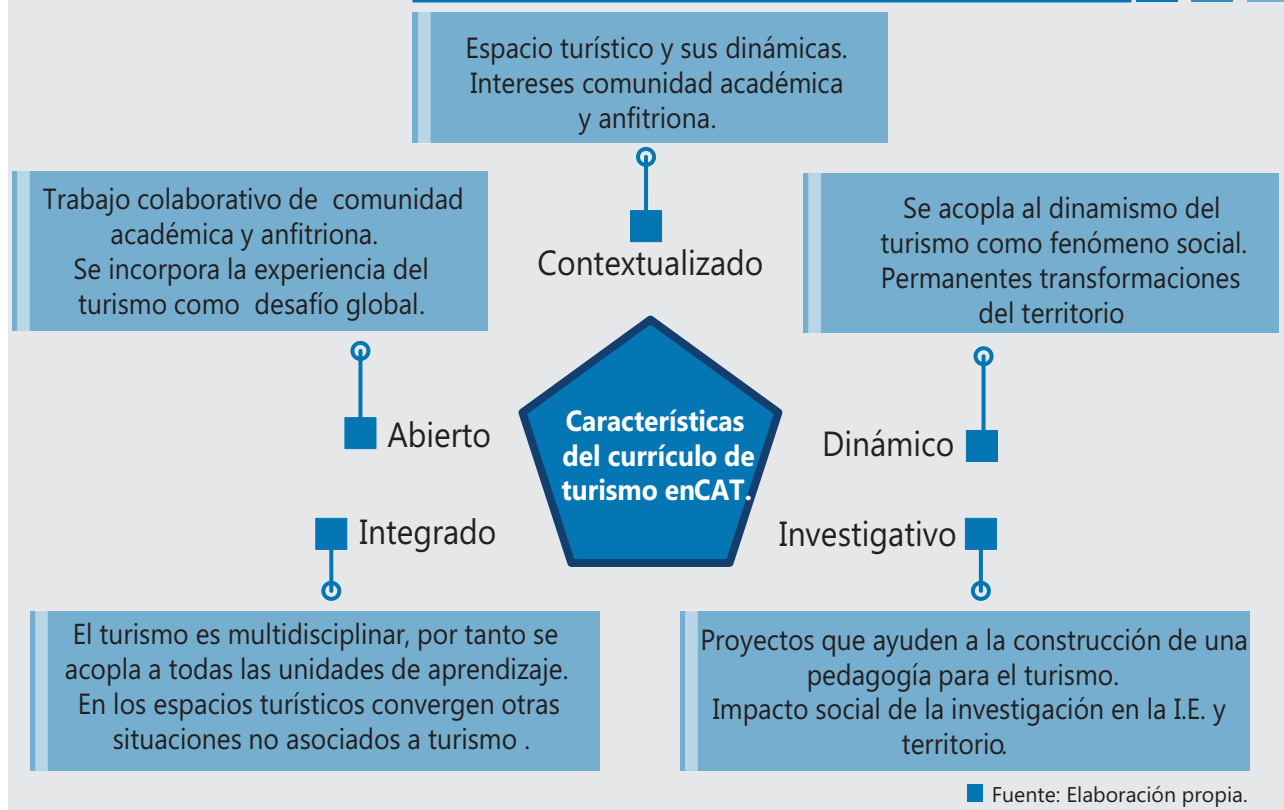 Espacio turístico y sus dinámicas.
Intereses comunidad académica
y anfitriona.
Contextualizado
Trabajo colaborativo de comunidad
académica y anfitriona.
Se incorpora la experiencia del
turismo como desafío global.
Abierto
Se acopla al dinamismo del
turismo como fenómeno social.
Permanentes transformaciones
del territorio
Dinámico
Características
del currículo de
turismo enCAT.
Integrado
El turismo es multidisciplinar, por tanto se
acopla a todas las unidades de aprendizaje.
En los espacios turísticos convergen otras
situaciones no asociados a turismo .
Investigativo
Proyectos que ayuden a la construcción de una
pedagogía para el turismo.
Impacto social de la investigación en la I.E. y
territorio.
Fuente: Elaboración propia.